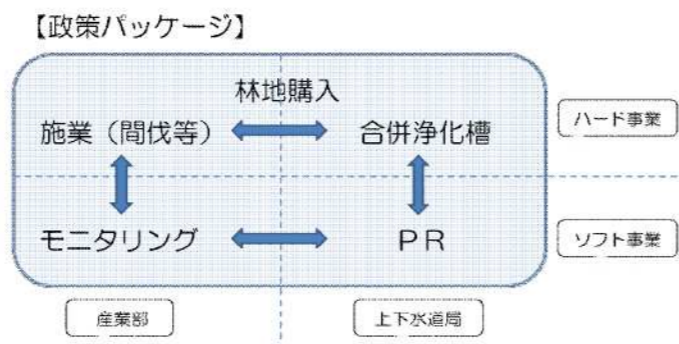 【政策パッケージ】
林地購入
施業（間伐等）
合併浄化槽
ハード事業
モニタリング
ＰＲ
ソフト事業
産業部
上下水道局